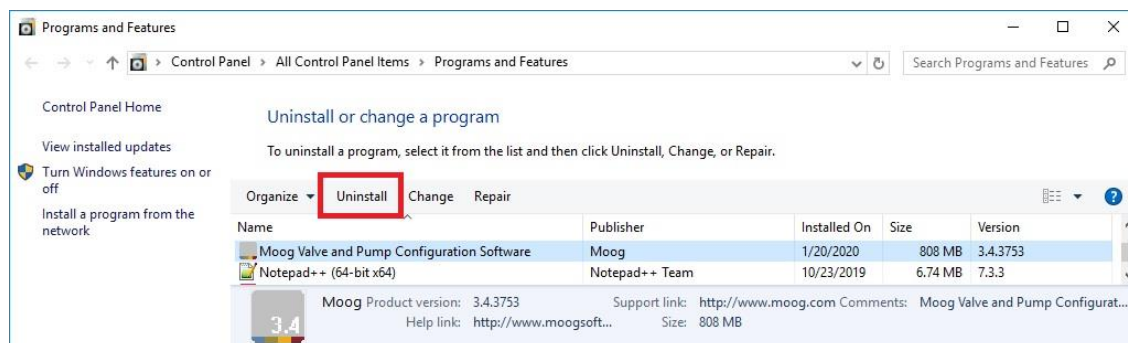 Programs and Features
Control Panel > All Control Panel Items > Programs and Features
Search Programs and Features
Control Panel Home
View installed updates
Turn Windows features on or
off
Install a program from the
network
Uninstall or change a program
To uninstall a program, select it from the list and then click Uninstall, Change, or Repair.
Organize Uninstall Change Repair
Name Publisher Installed On Size Version
Moog Valve and Pump Configuration Software Moog 1/20/2020 808 MB 3.4.3753
Notepad++ (64-bit x64) Notepad++ Team 10/23/2019 6.74 MB 7.3.3
3.4
Moog Product version: 3.4.3753 Support link: http://www.moog.com Comments: Moog Valve and Pump Configurat...
Help link: http://www.moogsoft... Size: 808 MB